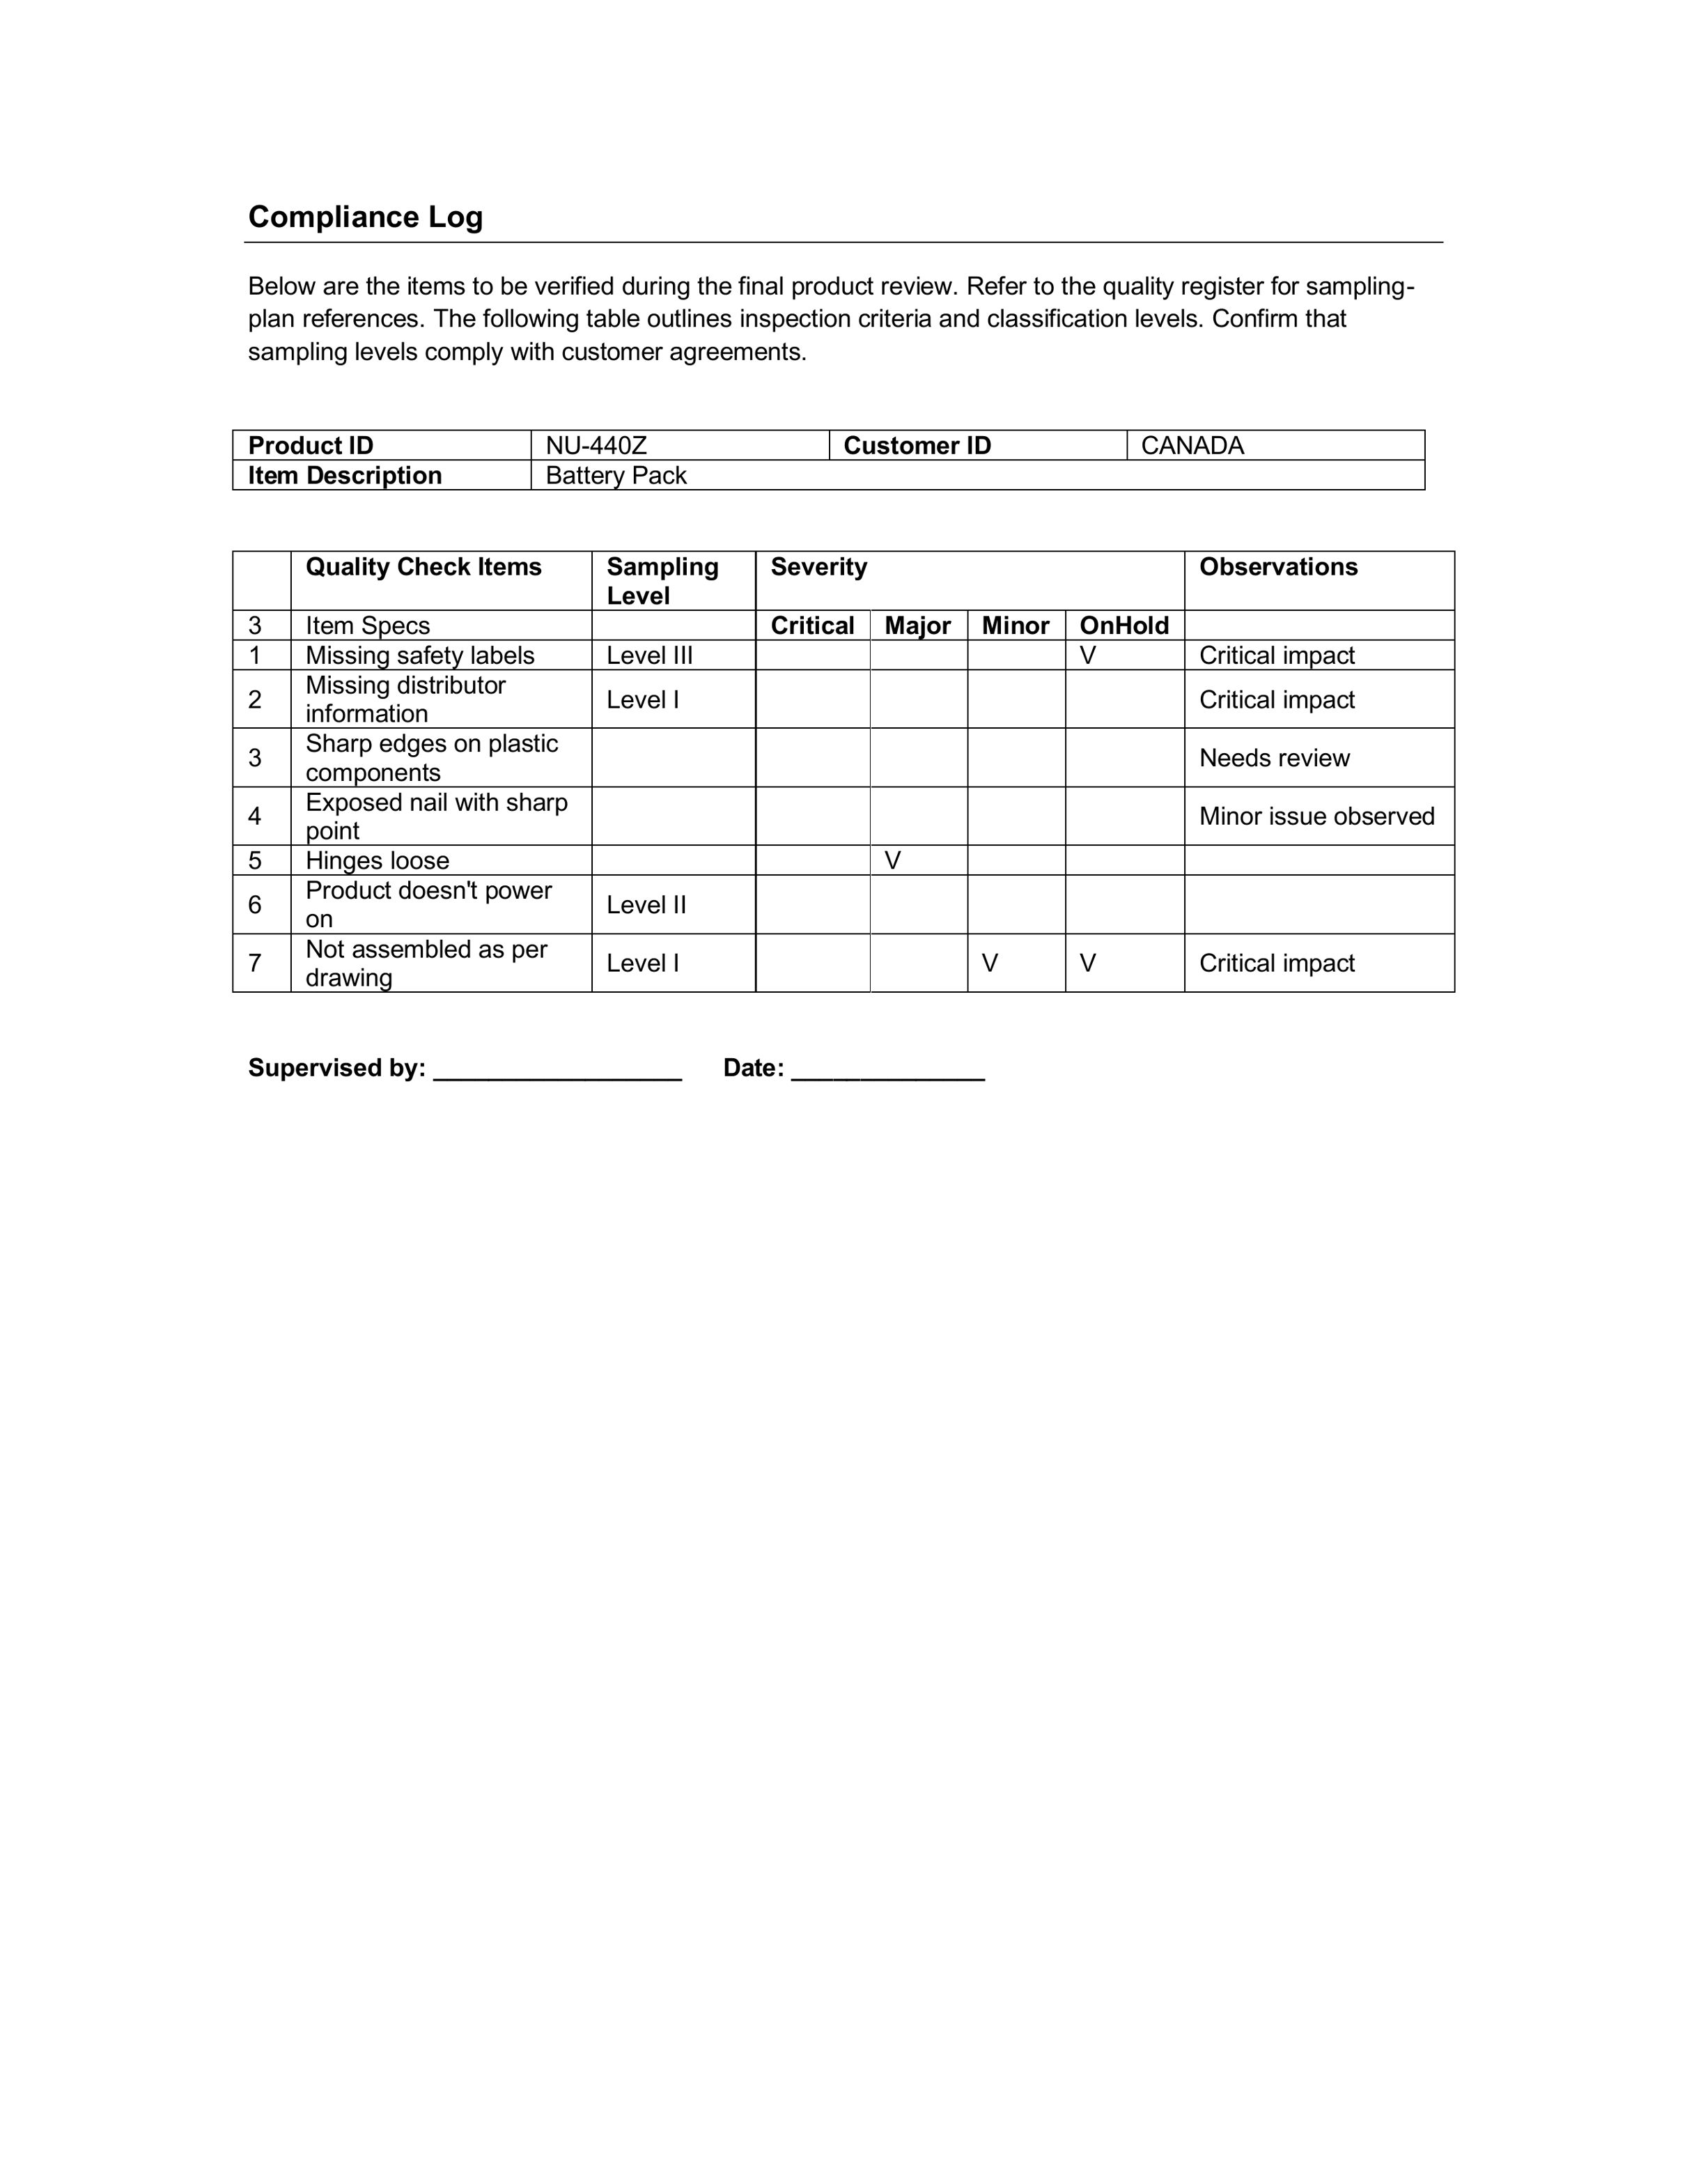 Compliance Log
Below are the items to be verified during the final product review. Refer to the quality register for sampling-
plan references. The following table outlines inspection criteria and classification levels. Confirm that
sampling levels comply with customer agreements.
Product ID NU-440Z Customer ID CANADA
Item Description Battery Pack
Quality Check Items Sampling Level Severity Observations
3 Item Specs Critical Major Minor OnHold
1 Missing safety labels Level III V Critical impact
2 Missing distributor information Level I Critical impact
3 Sharp edges on plastic components Needs review
4 Exposed nail with sharp point Minor issue observed
5 Hinges loose V
6 Product doesn't power on Level II
7 Not assembled as per drawing Level I V V Critical impact
Supervised by: __________________ Date: ______________